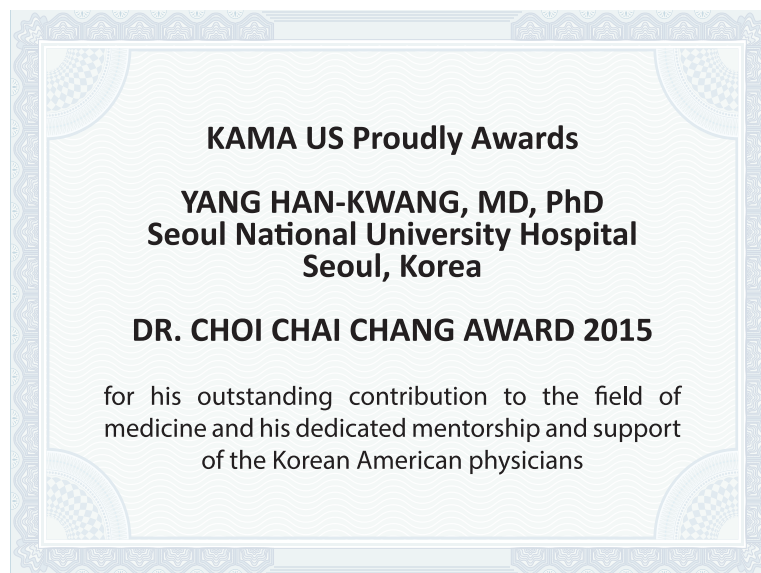 KAMA US Proudly Awards
YANG HAN-KWANG, MD, PhD
Seoul National University Hospital
Seoul, Korea
DR. CHOI CHAI CHANG AWARD 2015
for his outstanding contribution to the field of
medicine and his dedicated mentorship and support
of the Korean American physicians